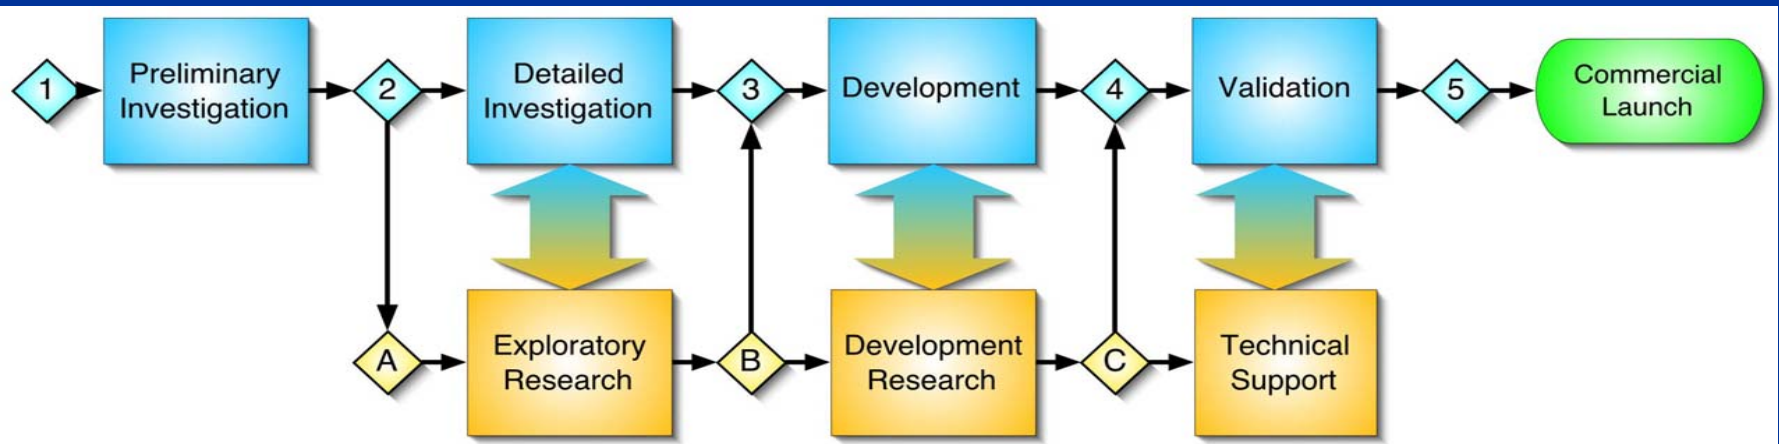 1
Preliminary
Investigation
2
Detailed
Investigation
3
Development
4
Validation
5
Commercial
Launch
A
Exploratory
Research
B
Development
Research
C
Technical
Support